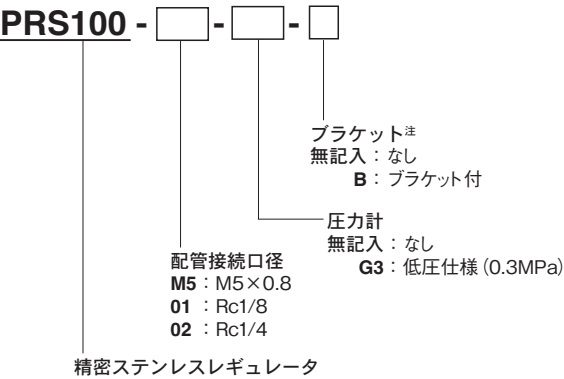 PRS100 - □ - □ - □
ブラケット注
無記入：なし
B：ブラケット付
圧力計
無記入：なし
G3：低圧仕様（0.3MPa）
配管接続口径
M5：M5×0.8
01：Rc1/8
02：Rc1/4
精密ステンレスレギュレータ